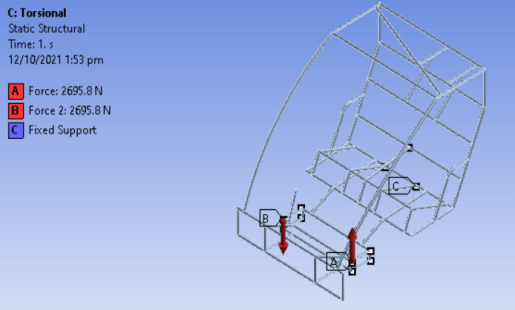 C: Torsional
Static Structural
Time: 1. s
12/10/2021 1:53 pm
A Force: 2695.8 N
B Force 2: 2695.8 N
C Fixed Support
C
B
A